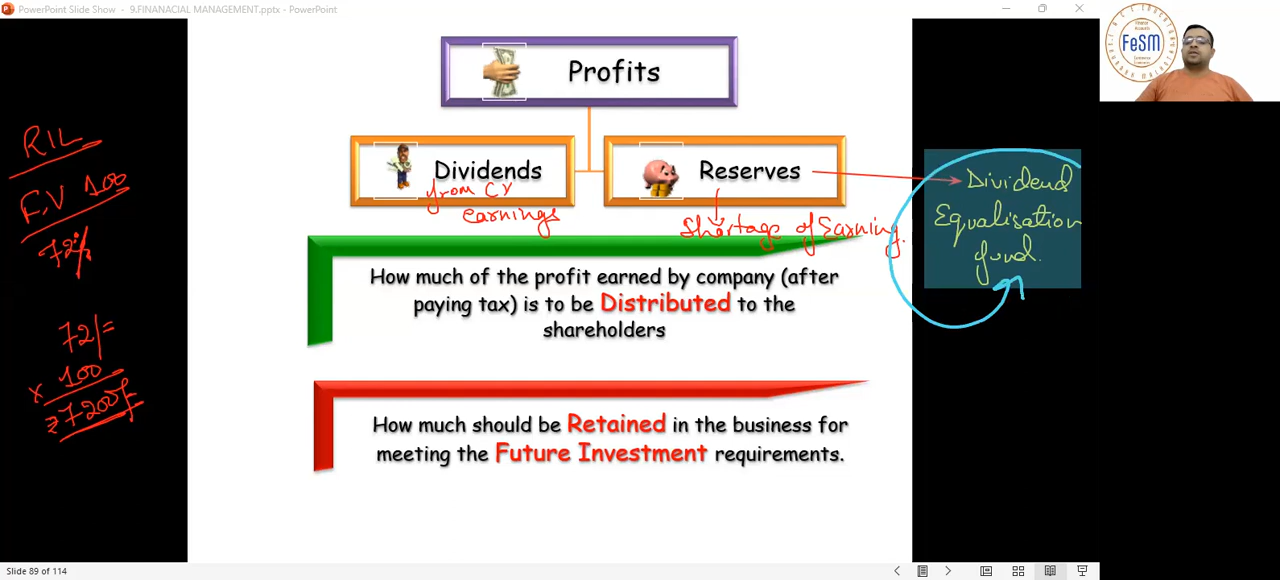 PowerPoint Slide Show - 9.FINANACIAL MANAGEMENT.pptx - PowerPoint
FeSM
Profits
Dividends
from CY
earnings
Reserves
Shortage of Earning.
Dividend
Equalisation
fund.
RIL
F.V 100
72%
72/=
x 100
7200/-
How much of the profit earned by company (after
paying tax) is to be Distributed to the
shareholders
How much should be Retained in the business for
meeting the Future Investment requirements.
Slide 89 of 114